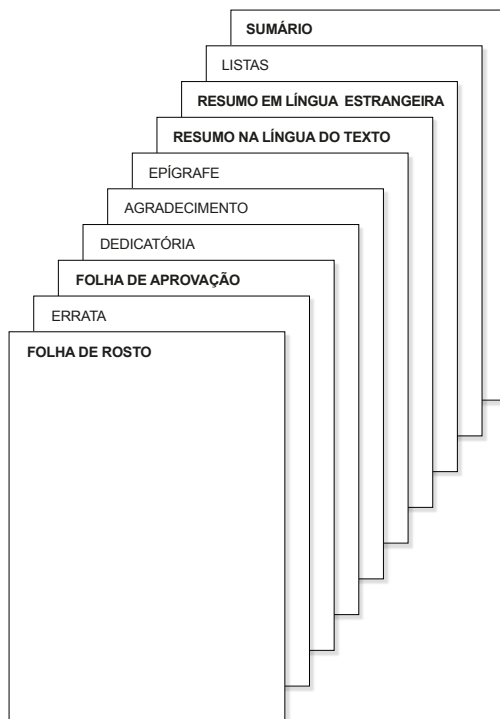 SUMÁRIO
LISTAS
RESUMO EM LÍNGUA ESTRANGEIRA
RESUMO NA LÍNGUA DO TEXTO
EPÍGRAFE
AGRADECIMENTO
DEDICATÓRIA
FOLHA DE APROVAÇÃO
ERRATA
FOLHA DE ROSTO